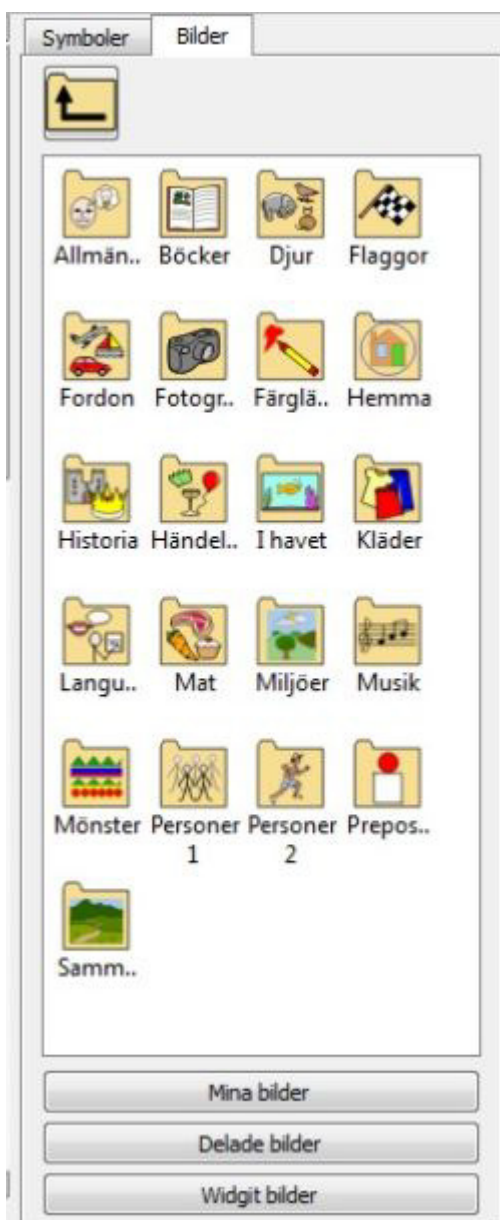 Symboler Bilder
Allmän.. Böcker Djur Flaggor
Fordon Fotogr.. Färglä.. Hemma
Historia Händel.. I havet Kläder
Langu.. Mat Miljöer Musik
Mönster Personer 1 Personer 2 Prepos..
Samm..
Mina bilder
Delade bilder
Widgit bilder